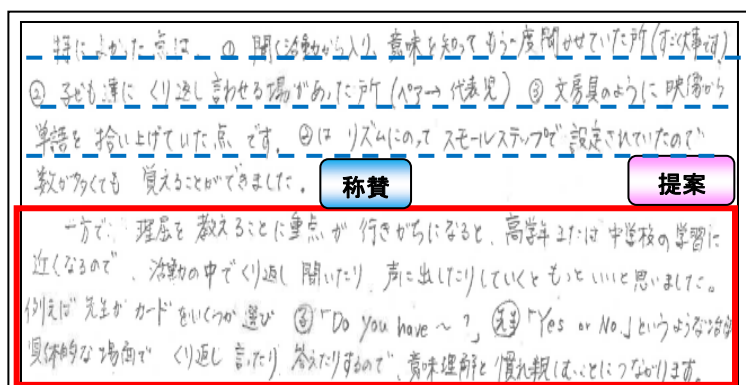 特によかった点は、① 聞く活動から入り、意味を知ってもう一度聞かせていた所(すごく大事です)
② 子ども達に くり返し言わせる場があった所 (ペア→代表児) ③ 文房具のように 映像から
単語を 拾い上げていた点 です。②は リズムにのって スモールステップで 設定されていたので
数が多くても 覚えることができました。
称賛
提案
一方で、理屈を教えることに重点が行きがちになると、高学年または中学校の学習に
近くなるので、活動の中でくり返し聞いたり、声に出したりしていくともっといいと思いました。
例えば 先生が カードをいくつか選び 「Do you have ~ ?」 「Yes or No.」というような
具体的な場面で くり返し言ったり、答えたりするので、意味理解と慣れ親しむことにつながります。